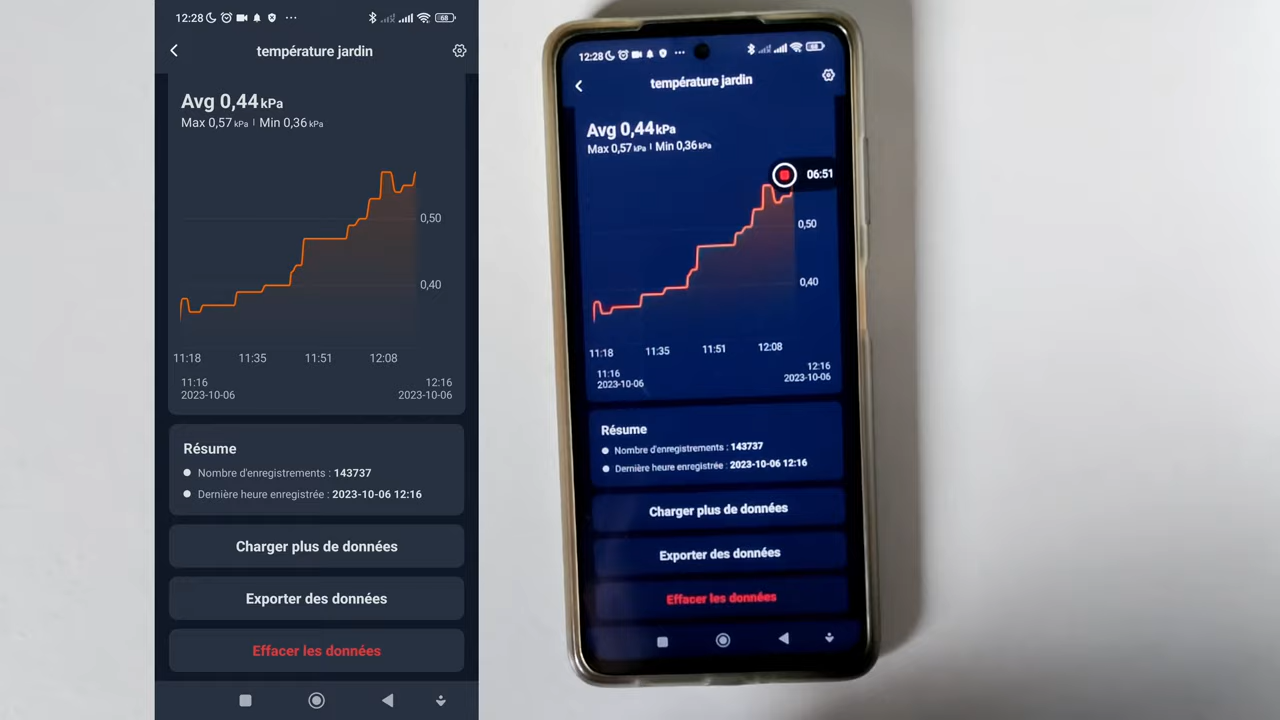 12:28
68
température jardin
Avg 0,44 kPa
Max 0,57 kPa | Min 0,36 kPa
0,50
0,40
11:18 11:35 11:51 12:08
11:16 12:16
2023-10-06 2023-10-06
Résume
Nombre d'enregistrements : 143737
Dernière heure enregistrée : 2023-10-06 12:16
Charger plus de données
Exporter des données
Effacer les données
12:28
68
température jardin
Avg 0,44 kPa
Max 0,57 kPa | Min 0,36 kPa
06:51
0,50
0,40
11:18 11:35 11:51 12:08
11:16 12:16
2023-10-06 2023-10-06
Résume
Nombre d'enregistrements : 143737
Dernière heure enregistrée : 2023-10-06 12:16
Charger plus de données
Exporter des données
Effacer les données